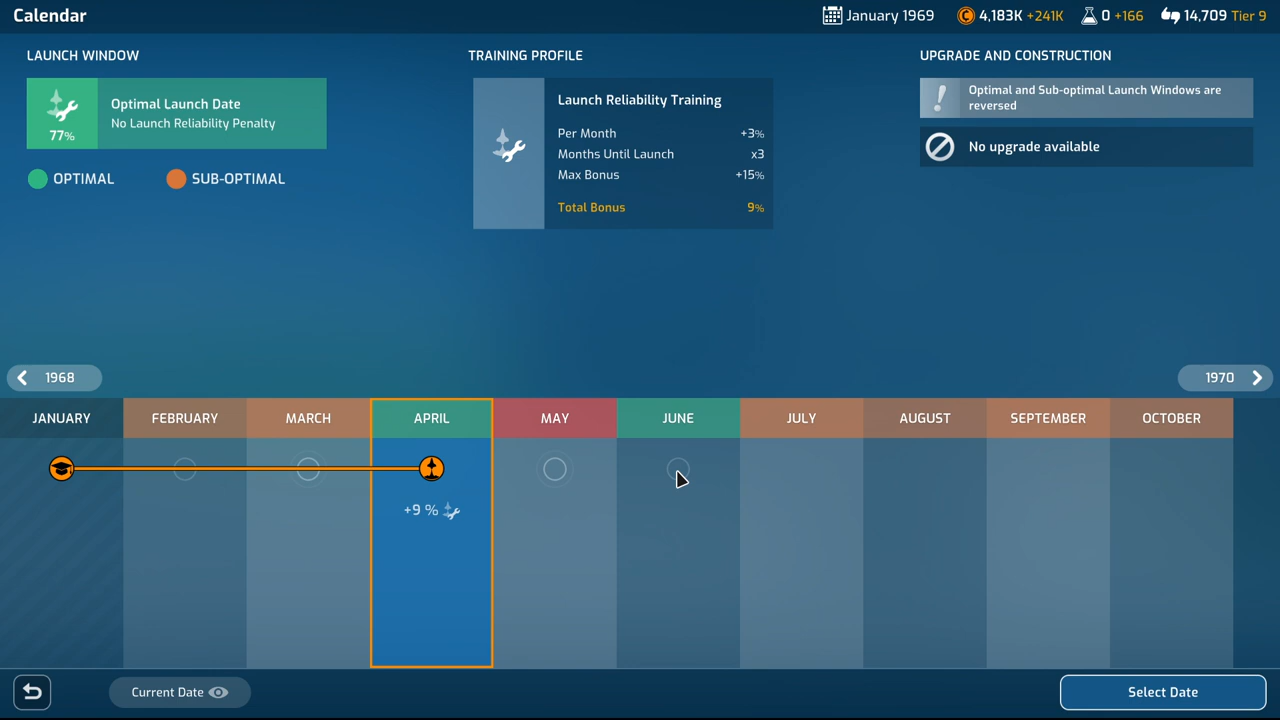 Calendar
January 1969
4,183K +241K
0 +166
14,709 Tier 9
LAUNCH WINDOW
77%
Optimal Launch Date
No Launch Reliability Penalty
OPTIMAL
SUB-OPTIMAL
TRAINING PROFILE
Launch Reliability Training
Per Month +3%
Months Until Launch x3
Max Bonus +15%
Total Bonus 9%
UPGRADE AND CONSTRUCTION
Optimal and Sub-optimal Launch Windows are
reversed
No upgrade available
1968
1970
JANUARY
FEBRUARY
MARCH
APRIL
MAY
JUNE
JULY
AUGUST
SEPTEMBER
OCTOBER
+9 %
Current Date
Select Date